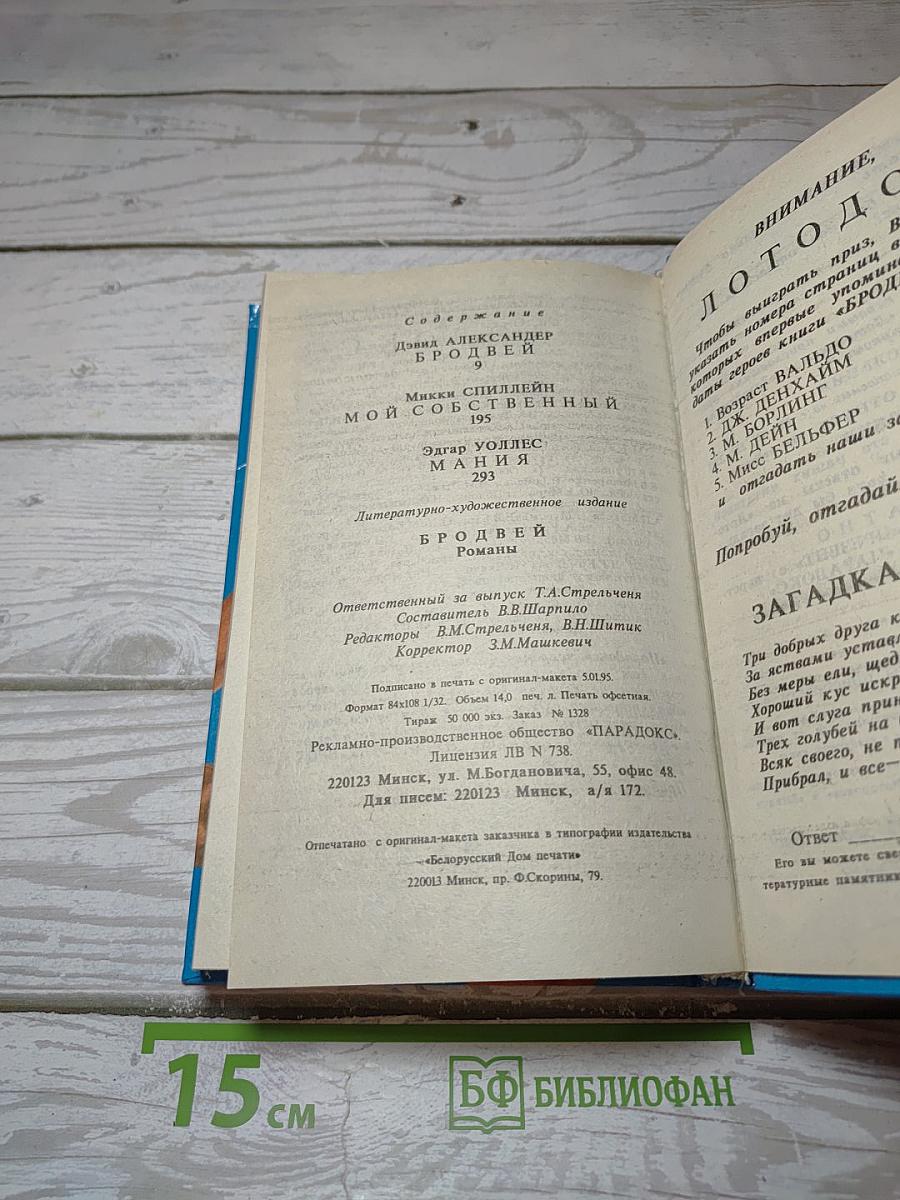 Содержание
Дэвид АЛЕКСАНДЕР
БРОДВЕЙ
9
Микки СПИЛЛЕЙН
МОЙ СОБСТВЕННЫЙ
195
Эдгар УОЛЛЕС
МАНИЯ
293
Литературно-художественное издание
БРОДВЕЙ
Романы
Ответственный за выпуск Т.А.Стрельченя
Составитель В.В.Шарпило
Редакторы В.М.Стрельченя, В.Н.Шитик
Корректор З.М.Машкевич
Подписано в печать с оригинал-макета 5.01.95.
Формат 84х108 1/32. Объем 14,0 печ. л. Печать офсетная.
Тираж 50 000 экз. Заказ № 1328
Рекламно-производственное общество «ПАРАДОКС».
Лицензия ЛВ N 738.
220123 Минск, ул. М.Богдановича, 55, офис 48.
Для писем: 220123 Минск, а/я 172.
Отпечатано с оригинал-макета заказчика в типографии издательства
«Белорусский Дом печати»
220013 Минск, пр. Ф.Скорины, 79.
ВНИМАНИЕ,
ЛОТОДО
Чтобы выиграть приз, В
указать номера страниц в
которых впервые упомин
даты героев книги «БРОД
1. Возраст ВАЛЬДО
2. ДЖ. ДЕНХАЙМ
3. М. БОРЛИНГ
4. М. ДЕЙН
5. Мисс БЕЛЬФЕР
и отгадать наши за
Попробуй, отгадай
ЗАГАДКА
Три добрых друга к
За яствами уставл
Без меры ели, щед
Хороший кус искр
И вот слуга прин
Трех голубей на
Всяк своего, не п
Прибрал, и все—
Ответ
Его вы можете све
тературные памятник
15 см
БФ БИБЛИОФАН